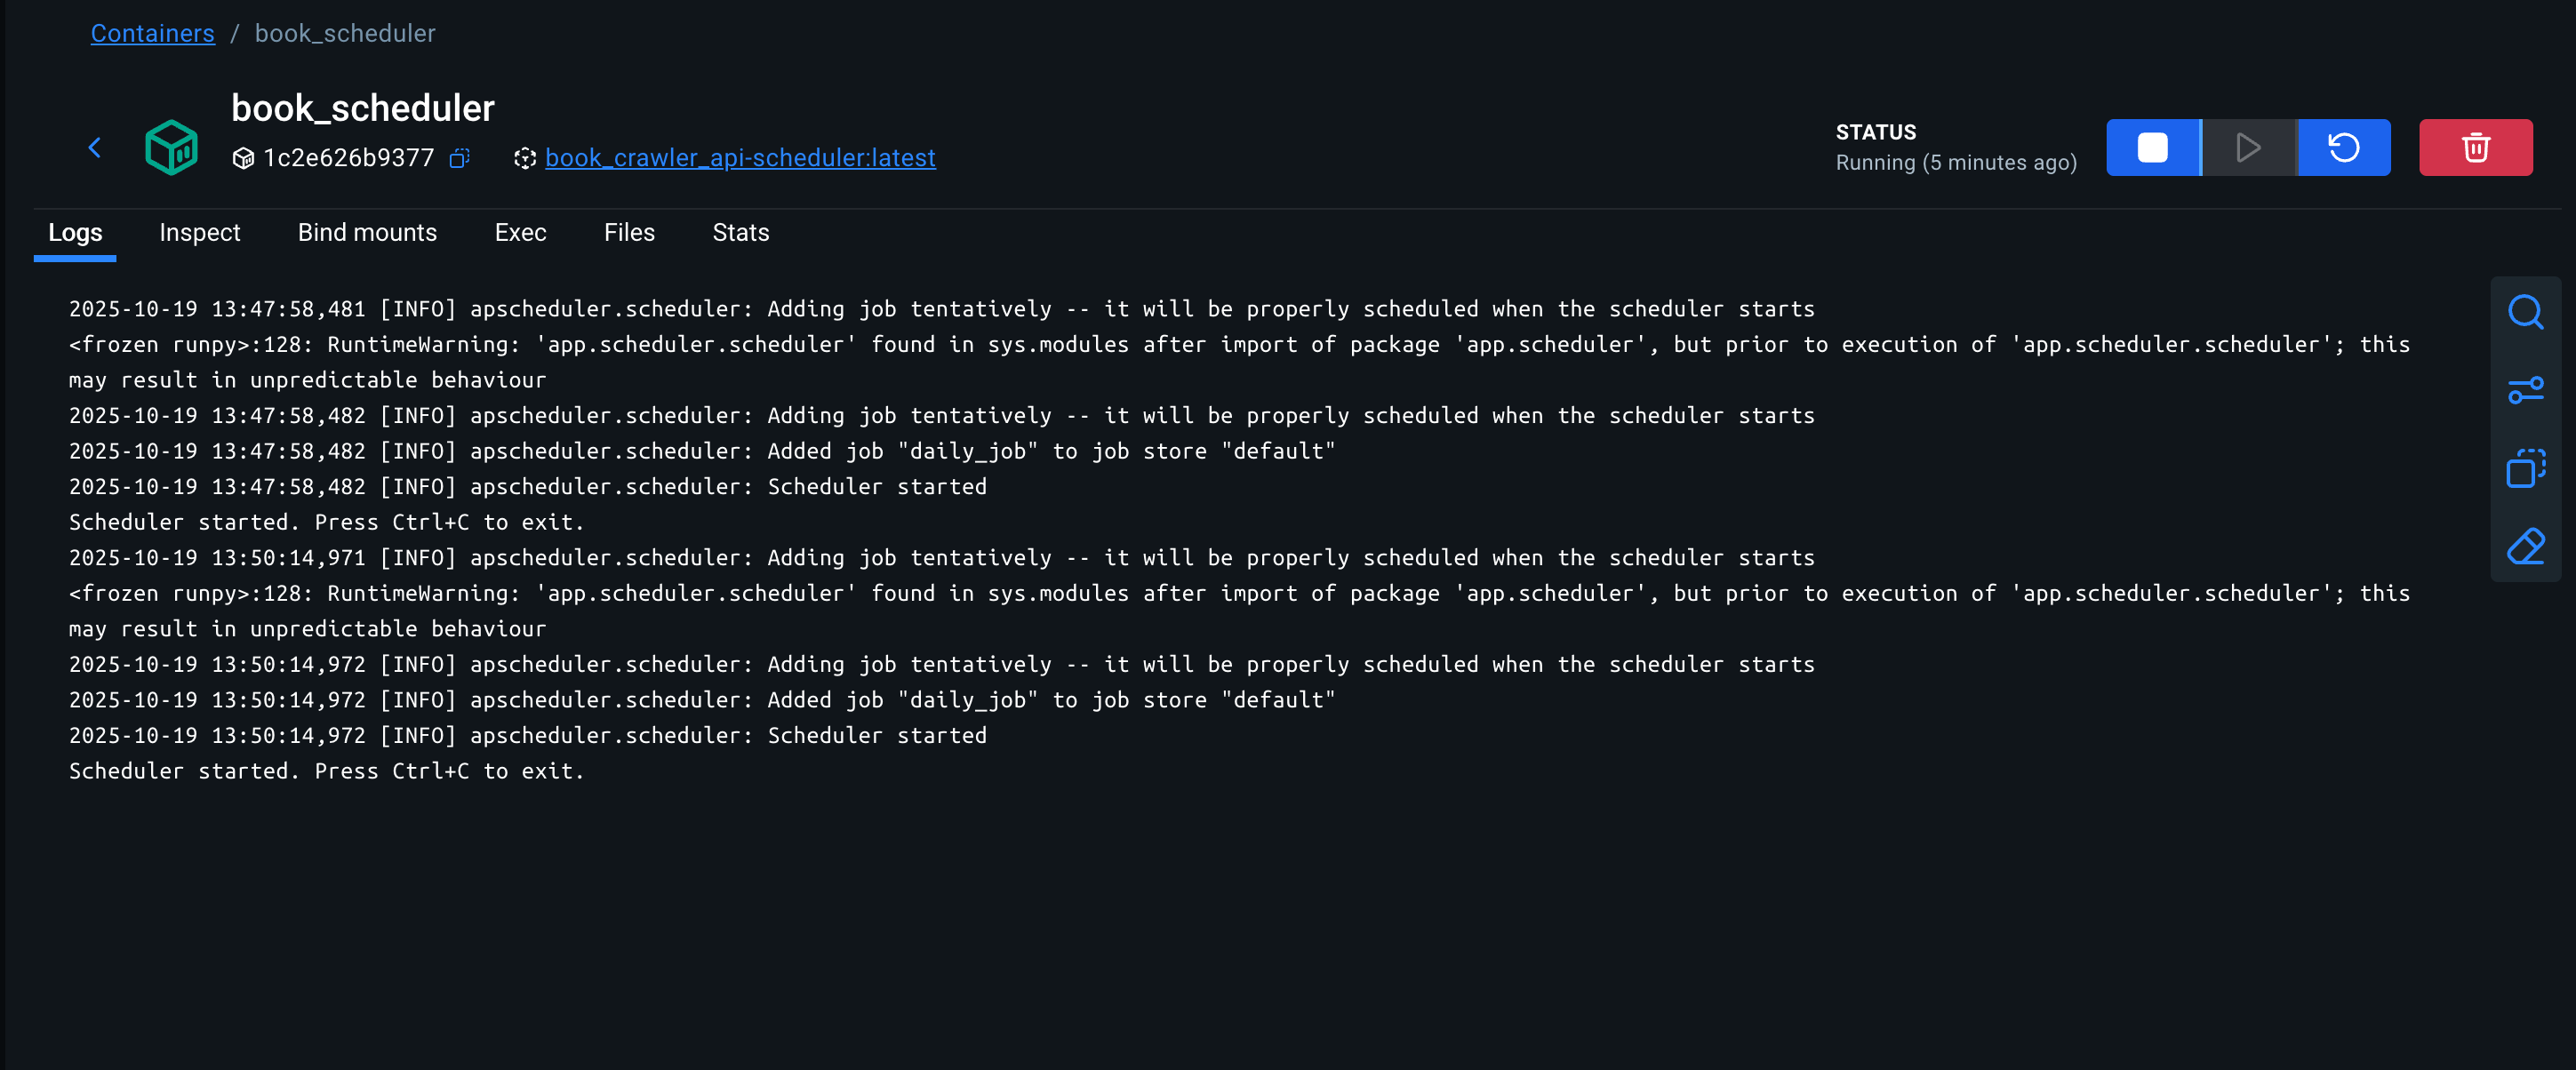 Containers / book_scheduler
book_scheduler
1c2e626b9377 book_crawler_api-scheduler:latest
STATUS
Running (5 minutes ago)
Logs Inspect Bind mounts Exec Files Stats
2025-10-19 13:47:58,481 [INFO] apscheduler.scheduler: Adding job tentatively -- it will be properly scheduled when the scheduler starts
<frozen runpy>:128: RuntimeWarning: 'app.scheduler.scheduler' found in sys.modules after import of package 'app.scheduler', but prior to execution of 'app.scheduler.scheduler'; this
may result in unpredictable behaviour
2025-10-19 13:47:58,482 [INFO] apscheduler.scheduler: Adding job tentatively -- it will be properly scheduled when the scheduler starts
2025-10-19 13:47:58,482 [INFO] apscheduler.scheduler: Added job "daily_job" to job store "default"
2025-10-19 13:47:58,482 [INFO] apscheduler.scheduler: Scheduler started
Scheduler started. Press Ctrl+C to exit.
2025-10-19 13:50:14,971 [INFO] apscheduler.scheduler: Adding job tentatively -- it will be properly scheduled when the scheduler starts
<frozen runpy>:128: RuntimeWarning: 'app.scheduler.scheduler' found in sys.modules after import of package 'app.scheduler', but prior to execution of 'app.scheduler.scheduler'; this
may result in unpredictable behaviour
2025-10-19 13:50:14,972 [INFO] apscheduler.scheduler: Adding job tentatively -- it will be properly scheduled when the scheduler starts
2025-10-19 13:50:14,972 [INFO] apscheduler.scheduler: Added job "daily_job" to job store "default"
2025-10-19 13:50:14,972 [INFO] apscheduler.scheduler: Scheduler started
Scheduler started. Press Ctrl+C to exit.